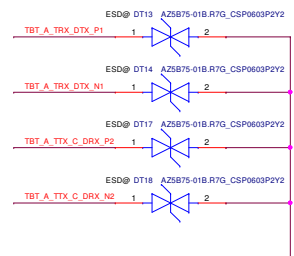 ESD@ DT13 AZ5B75-01B.R7G_CSP0603P2Y2
TBT_A_TRX_DTX_P1 1 2
ESD@ DT14 AZ5B75-01B.R7G_CSP0603P2Y2
TBT_A_TRX_DTX_N1 1 2
ESD@ DT17 AZ5B75-01B.R7G_CSP0603P2Y2
TBT_A_TTX_C_DRX_P2 1 2
ESD@ DT18 AZ5B75-01B.R7G_CSP0603P2Y2
TBT_A_TTX_C_DRX_N2 1 2